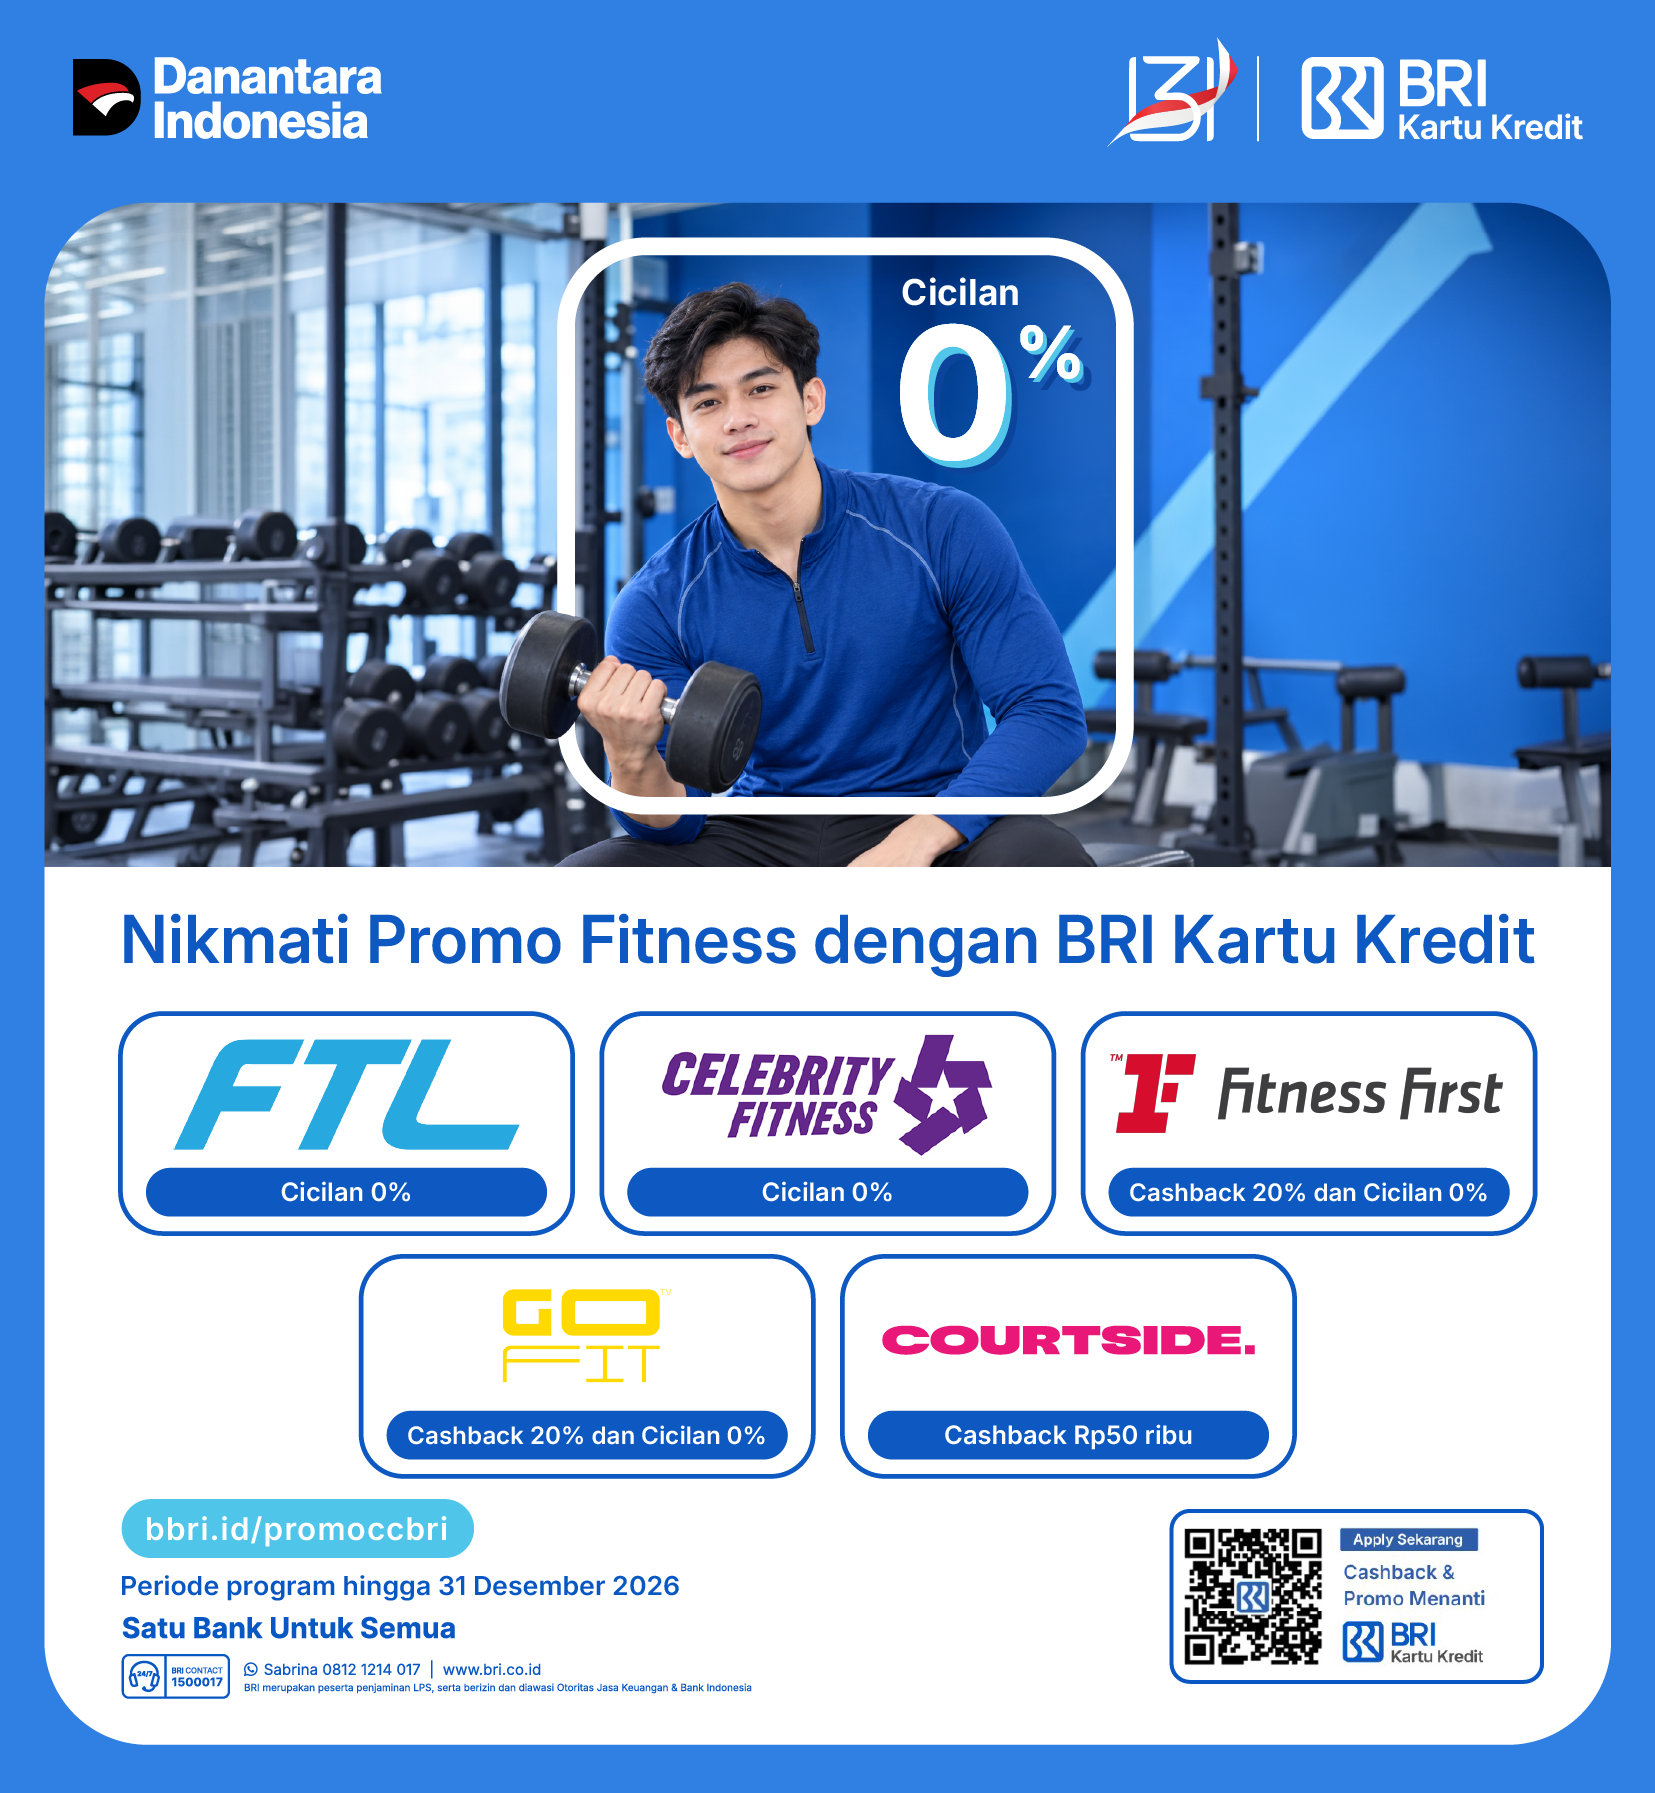 Danantara
Indonesia
BRI
Kartu Kredit
Cicilan
0%
Nikmati Promo Fitness dengan BRI Kartu Kredit
FTL
Cicilan 0%
CELEBRITY
FITNESS
Cicilan 0%
™ F Fitness First
Cashback 20% dan Cicilan 0%
GO™
FIT
Cashback 20% dan Cicilan 0%
COURTSIDE.
Cashback Rp50 ribu
bbri.id/promoccbri
Periode program hingga 31 Desember 2026
Satu Bank Untuk Semua
24/7
BRI CONTACT
1500017
Sabrina 0812 1214 017 | www.bri.co.id
BRI merupakan peserta penjaminan LPS, serta berizin dan diawasi Otoritas Jasa Keuangan & Bank Indonesia
Apply Sekarang
Cashback &
Promo Menanti
BRI
Kartu Kredit